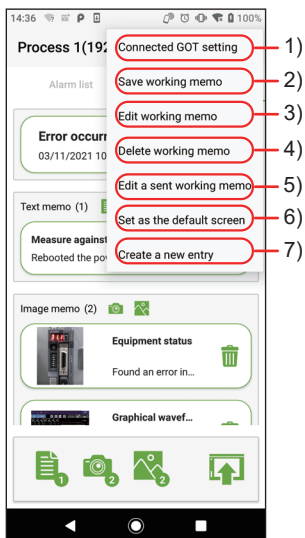 14:36 100%
Process 1(192
Connected GOT setting 1)
Alarm list
Save working memo 2)
Edit working memo 3)
Error occurr
Delete working memo 4)
03/11/2021 10
Edit a sent working memo 5)
Text memo (1)
Set as the default screen 6)
Measure against
Create a new entry 7)
Rebooted the pov
Image memo (2)
Equipment status
Found an error in...
Graphical wavef...
1 2 2